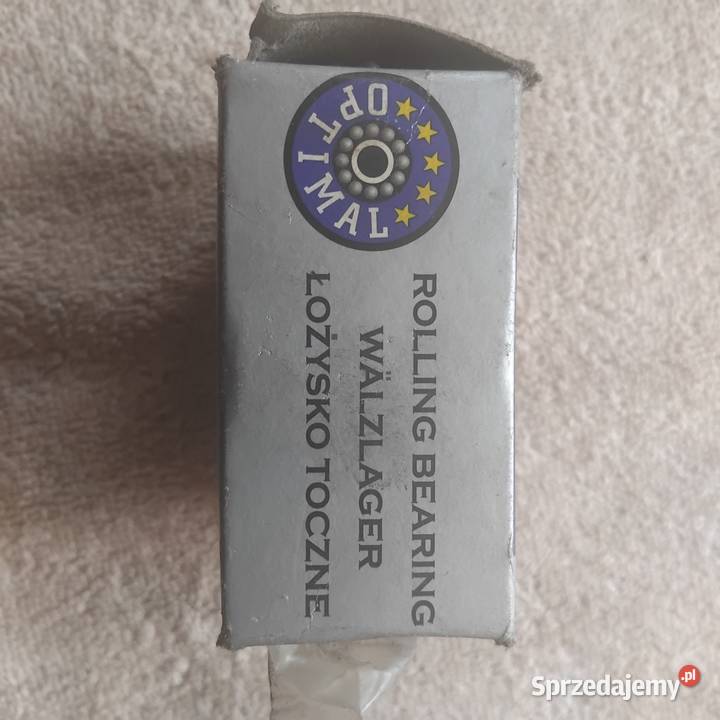 OPTIMAL
ROLLING BEARING
WÄLZLAGER
ŁOŻYSKO TOCZNE
Sprzedajemy.pl